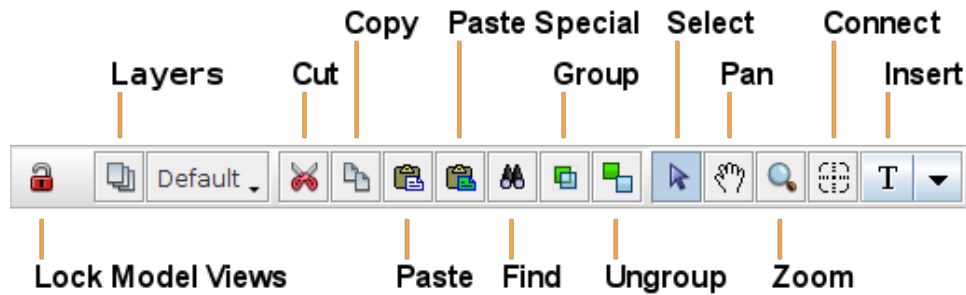 Copy Paste Special Select Connect
Layers Cut Group Pan Insert
Default T
Lock Model Views Paste Find Ungroup Zoom